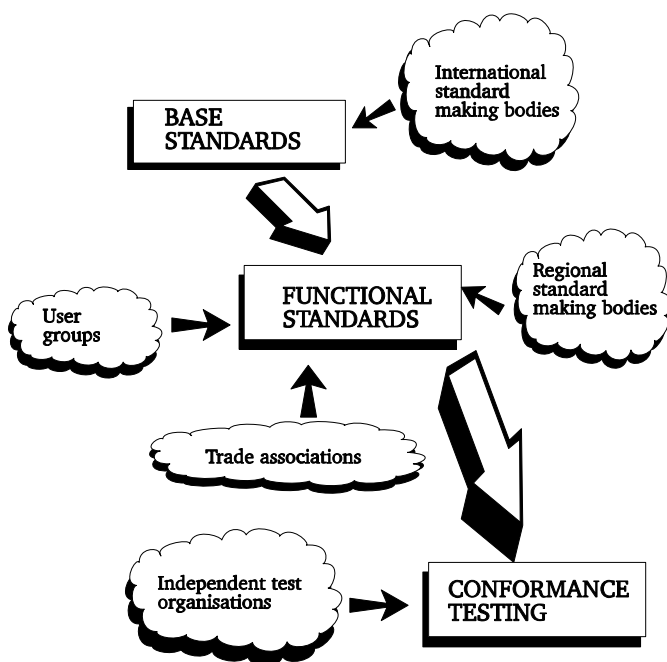 International
standard
making bodies
BASE
STANDARDS
Regional
standard
making bodies
FUNCTIONAL
STANDARDS
User
groups
Trade associations
Independent test
organisations
CONFORMANCE
TESTING